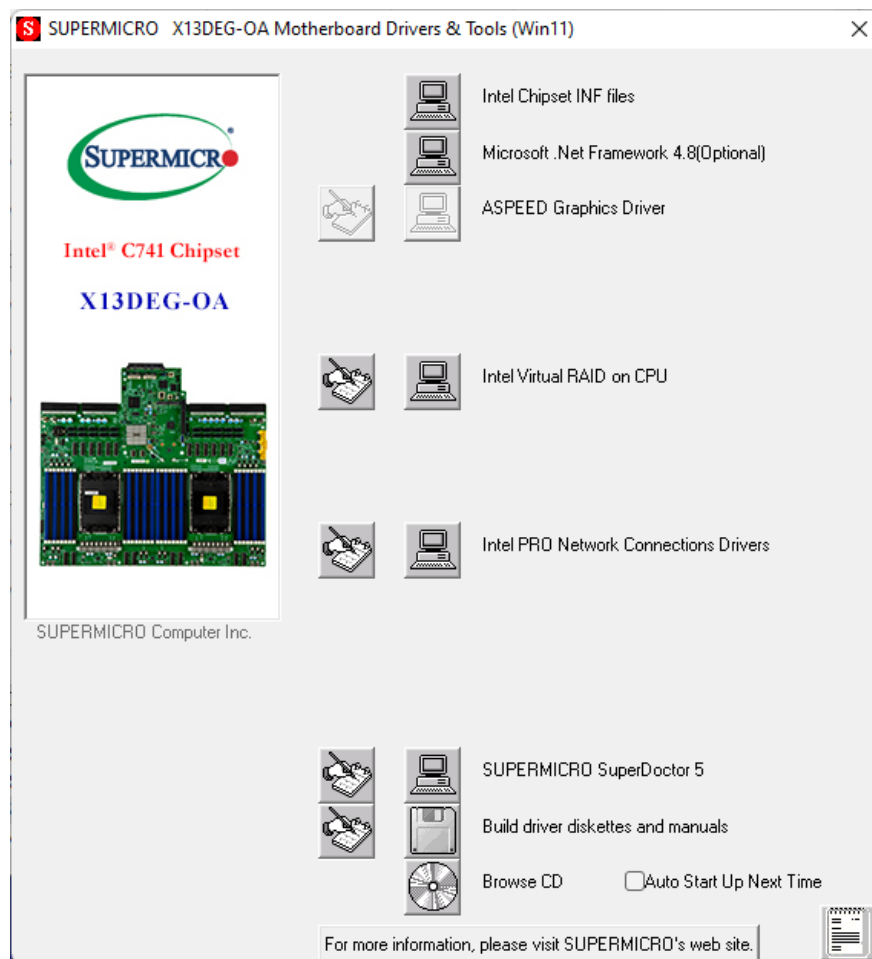 S SUPERMICRO X13DEG-OA Motherboard Drivers & Tools (Win11)
SUPERMICRO®
Intel® C741 Chipset
X13DEG-OA
SUPERMICRO Computer Inc.
Intel Chipset INF files
Microsoft .Net Framework 4.8(Optional)
ASPEED Graphics Driver
Intel Virtual RAID on CPU
Intel PRO Network Connections Drivers
SUPERMICRO SuperDoctor 5
Build driver diskettes and manuals
Browse CD
Auto Start Up Next Time
For more information, please visit SUPERMICRO's web site.